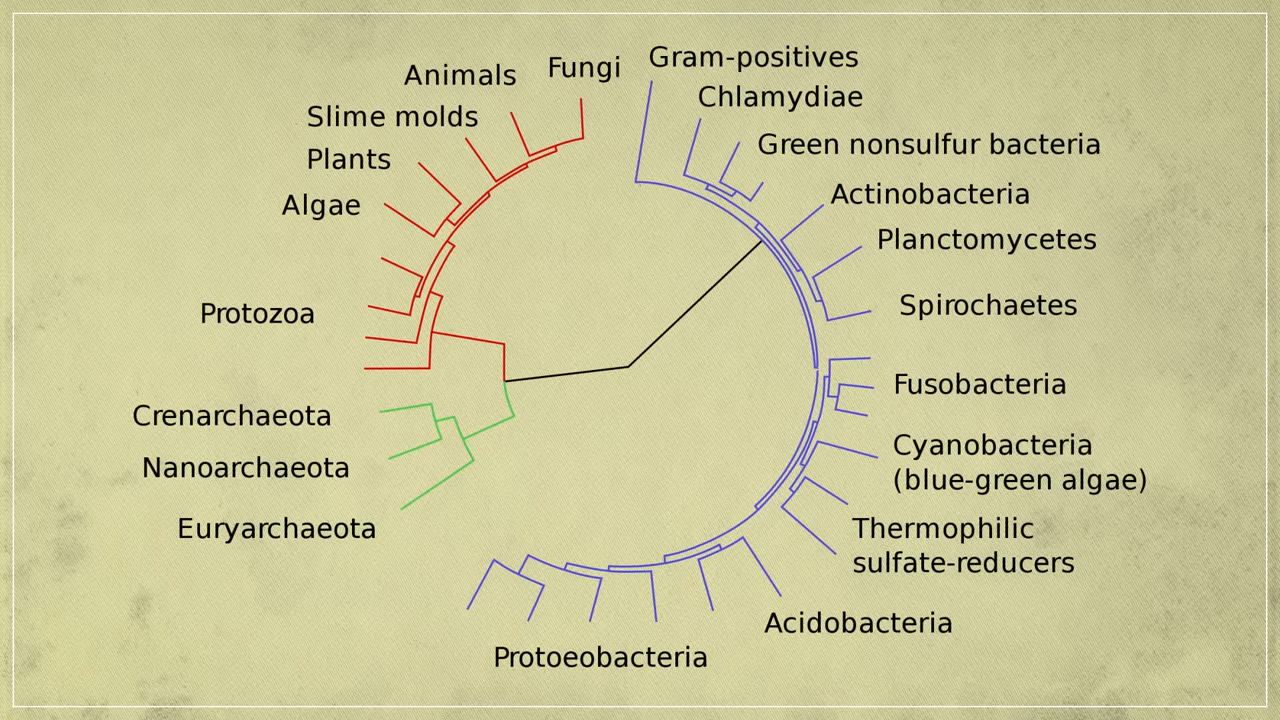 Fungi
Gram-positives
Animals
Chlamydiae
Slime molds
Green nonsulfur bacteria
Plants
Actinobacteria
Algae
Planctomycetes
Protozoa
Spirochaetes
Fusobacteria
Crenarchaeota
Cyanobacteria
(blue-green algae)
Nanoarchaeota
Thermophilic
sulfate-reducers
Euryarchaeota
Acidobacteria
Protoeobacteria